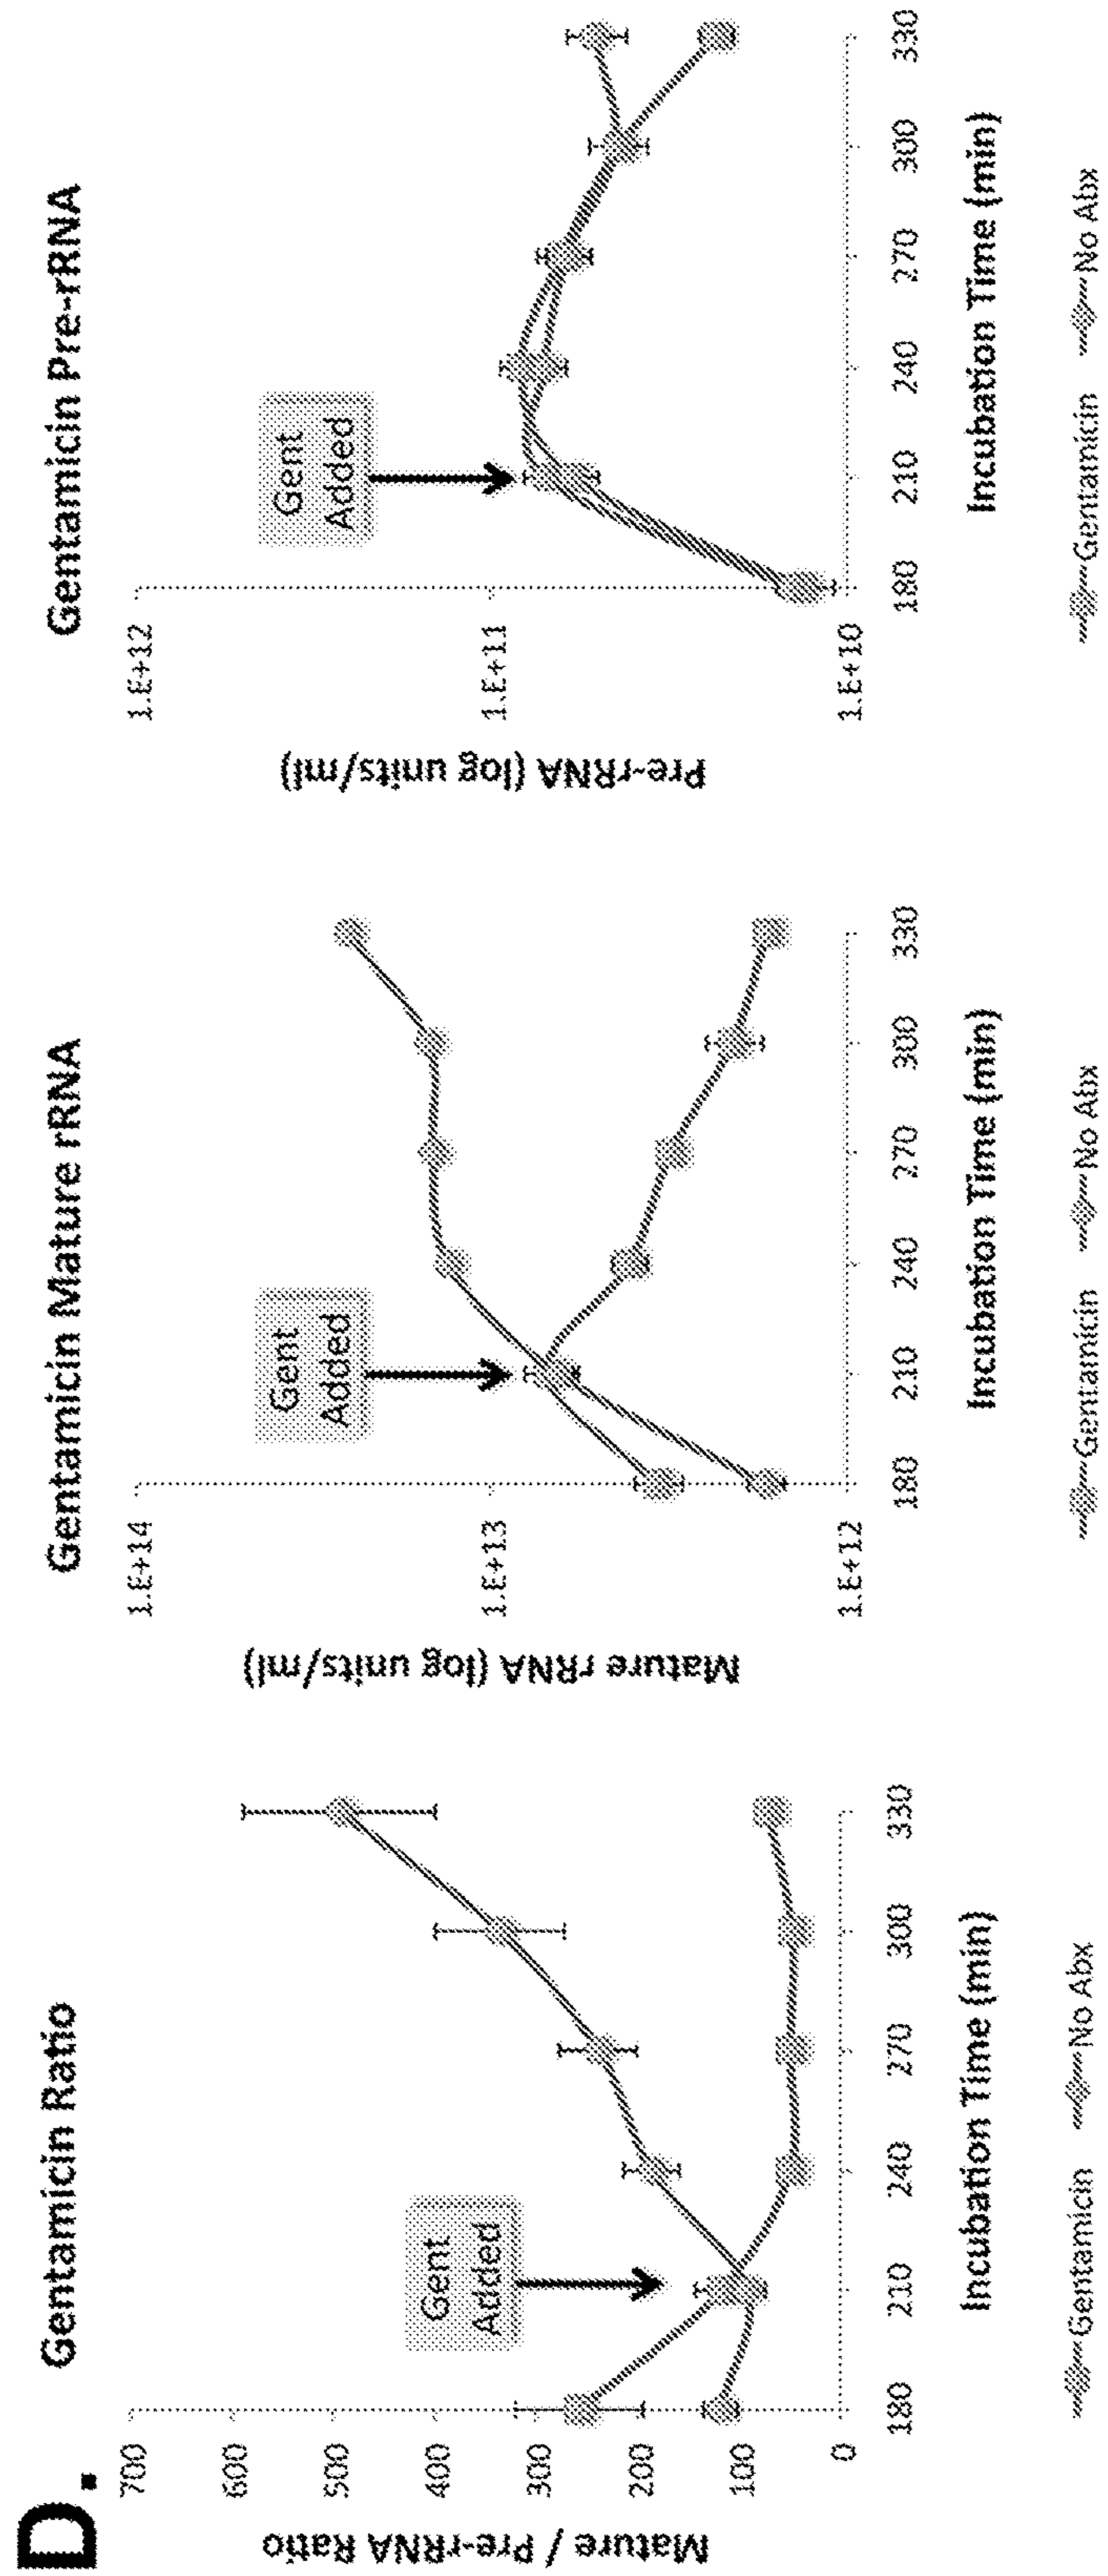 D.
Gentamicin Ratio
Mature / Pre-rRNA Ratio
700
600
500
400
300
200
100
0
Gent
Added
180
210
240
270
300
330
Incubation Time (min)
Gentamicin
No Abx
Gentamicin Mature rRNA
Mature rRNA (log units/ml)
1.E+14
1.E+13
1.E+12
Gent
Added
180
210
240
270
300
330
Incubation Time (min)
Gentamicin
No Abx
Gentamicin Pre-rRNA
Pre-rRNA (log units/ml)
1.E+12
1.E+11
1.E+10
Gent
Added
180
210
240
270
300
330
Incubation Time (min)
Gentamicin
No Abx